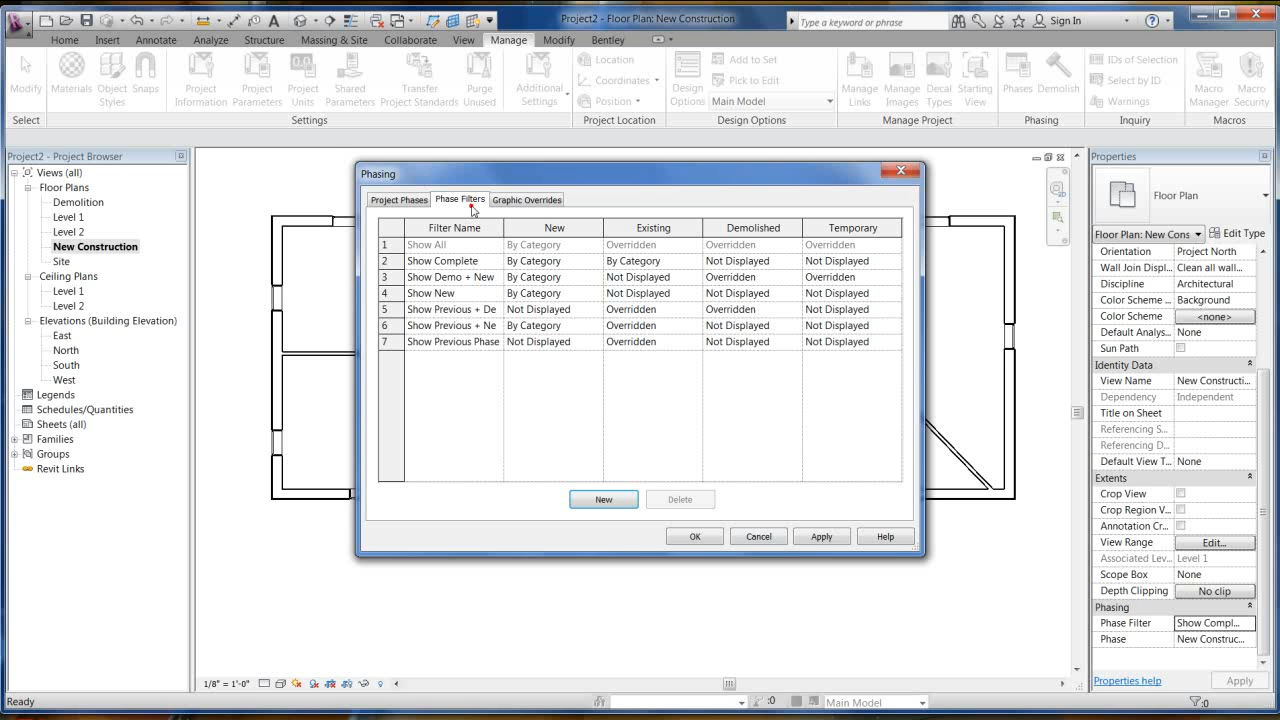 Project2 - Floor Plan: New Construction
Type a keyword or phrase
Sign In
Home Insert Annotate Analyze Structure Massing & Site Collaborate View Manage Modify Bentley
Modify
Materials
Object Styles
Snaps
Project Information
Project Parameters
Project Units
Shared Parameters
Transfer Project Standards
Purge Unused
Additional Settings
Location
Coordinates
Position
Design Options
Add to Set
Pick to Edit
Main Model
Manage Links
Manage Images
Decal Types
Starting View
Phases
Demolish
IDs of Selection
Select by ID
Warnings
Macro Manager
Macro Security
Select Settings Project Location Design Options Manage Project Phasing Inquiry Macros
Project2 - Project Browser
Views (all)
Floor Plans
Demolition
Level 1
Level 2
New Construction
Site
Ceiling Plans
Level 1
Level 2
Elevations (Building Elevation)
East
North
South
West
Legends
Schedules/Quantities
Sheets (all)
Families
Groups
Revit Links
Phasing
Project Phases Phase Filters Graphic Overrides
Filter Name New Existing Demolished Temporary
1 Show All By Category Overridden Overridden Overridden
2 Show Complete By Category By Category Not Displayed Not Displayed
3 Show Demo + New By Category Not Displayed Overridden Overridden
4 Show New By Category Not Displayed Not Displayed Not Displayed
5 Show Previous + De Not Displayed Overridden Overridden Not Displayed
6 Show Previous + Ne By Category Overridden Not Displayed Not Displayed
7 Show Previous Phase Not Displayed Overridden Not Displayed Not Displayed
New Delete
OK Cancel Apply Help
Properties
Floor Plan
Floor Plan: New Cons Edit Type
Orientation Project North
Wall Join Displ... Clean all wall...
Discipline Architectural
Color Scheme ... Background
Color Scheme <none>
Default Analys... None
Sun Path
Identity Data
View Name New Constructi...
Dependency Independent
Title on Sheet
Referencing S...
Referencing D...
Default View T... None
Extents
Crop View
Crop Region V...
Annotation Cr...
View Range Edit...
Associated Lev... Level 1
Scope Box None
Depth Clipping No clip
Phasing
Phase Filter Show Compl...
Phase New Construc...
Properties help Apply
1/8" = 1'-0"
Ready
:0
Main Model
:0